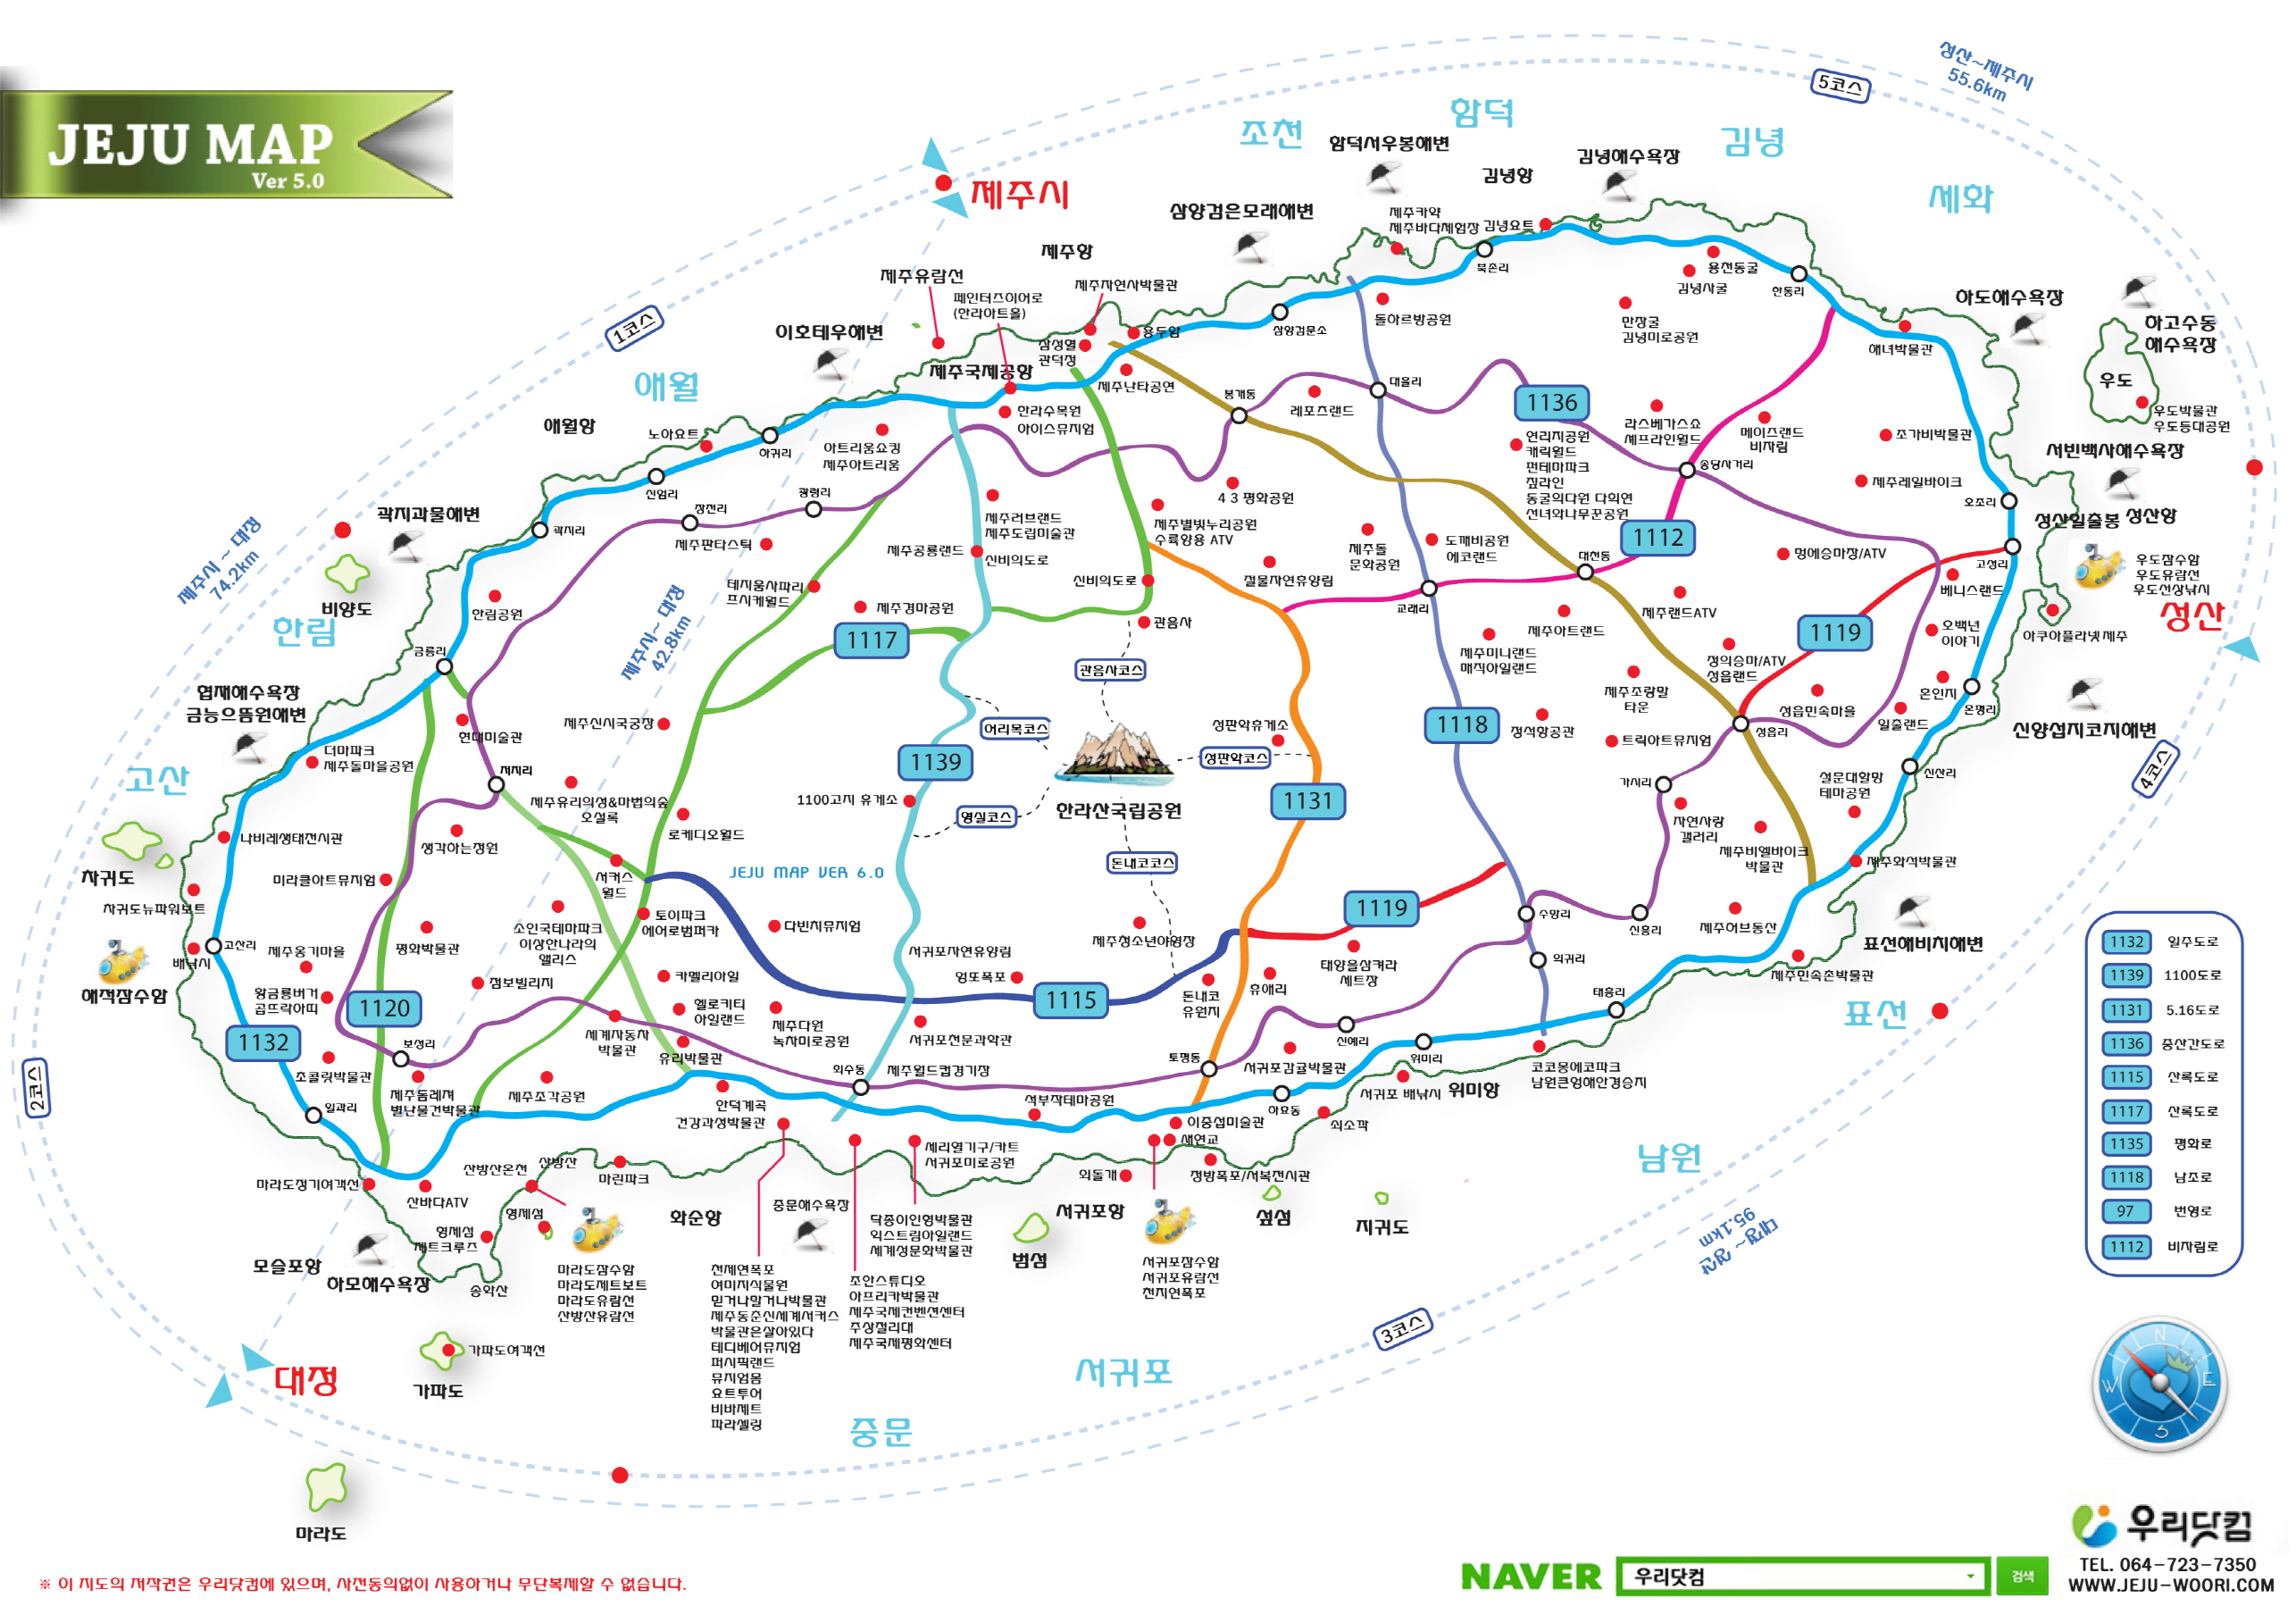 JEJU MAP
Ver 5.0
성산~제주시
55.6km
5코스
함덕
조천
김녕
세화
함덕서우봉해변
김녕해수욕장
김녕항
제주시
삼양검은모래해변
제주카약
제주바다체험장
김녕요트
제주항
제주유람선
페인터즈히어로
(한라아트홀)
제주자연사박물관
북촌리
용천동굴
김녕사굴
한동리
하도해수욕장
하고수동
해수욕장
우도
우도박물관
우도등대공원
1코스
이호테우해변
삼성혈
관덕정
용두암
삼양검문소
돌하르방공원
만장굴
김녕미로공원
해녀박물관
애월
제주국제공항
제주난타공연
봉개동
대흘리
레포츠랜드
1136
라스베가스쇼
세프라인월드
메이즈랜드
비자림
조가비박물관
서빈백사해수욕장
애월항
노아요트
하귀리
신엄리
한라수목원
아이스뮤지엄
아트리움쇼킹
제주아트리움
연리지공원
캐릭월드
펀테마파크
짚라인
동굴의다원 다희연
선녀와나무꾼공원
송당사거리
제주레일바이크
오조리
성산일출봉
성산항
곽지과물해변
곽지리
장전리
광령리
제주판타스틱
제주러브랜드
제주도립미술관
제주공룡랜드
신비의도로
4 3 평화공원
제주별빛누리공원
수륙양용 ATV
제주돌
문화공원
도깨비공원
에코랜드
1112
대천동
명에승마장/ATV
고성리
베니스랜드
우도잠수함
우도유람선
우도선상낚시
성산
아쿠아플라넷 제주
제주시 ~ 대정
74.2km
비양도
한림
한림공원
테지움사파리
프시케월드
제주경마공원
제주시~ 대정
42.8km
1117
신비의도로
관음사
절물자연휴양림
교래리
제주아트랜드
제주랜드ATV
1119
오백년
이야기
관음사코스
제주미니랜드
매직아일랜드
정의승마/ATV
성읍랜드
제주조랑말
타운
금릉리
협재해수욕장
금능으뜸원해변
현대미술관
제주신시국궁장
어리목코스
성판악휴게소
1118
정석항공관
트릭아트뮤지엄
성읍민속마을
성읍리
일출랜드
혼인지
온평리
신양섭지코지해변
고산
더마파크
제주돌마을공원
저지리
1139
성판악코스
가시리
설문대할망
테마공원
신산리
4코스
제주유리의성&마법의숲
오설록
1100고지 휴게소
영실코스
한라산국립공원
1131
자연사랑
갤러리
제주비엘바이크
박물관
나비레생태전시관
생각하는정원
로케디오월드
돈내코코스
제주화석박물관
차귀도
미라클아트뮤지엄
서커스
월드
JEJU MAP VER 6.0
차귀도뉴파워보트
소인국테마파크
이상한나라의
앨리스
토이파크
에어로범퍼카
다빈치뮤지엄
1119
수망리
신흥리
제주허브동산
표선해비치해변
고산리
배낚시
해적잠수함
제주옹기마을
평화박물관
서귀포자연휴양림
제주청소년야영장
태양을삼켜라
세트장
의귀리
제주민속촌박물관
점보빌리지
카멜리아힐
엉또폭포
황금룡버거
곰프락하띠
1120
1115
돈내코
유원지
휴애리
태흥리
표선
1132
헬로키티
아일랜드
제주다원
녹차미로공원
세계자동차
박물관
서귀포천문과학관
신예리
보성리
유리박물관
위미리
코코몽에코파크
남원큰엉해안경승지
초콜릿박물관
회수동
제주월드컵경기장
토평동
서귀포감귤박물관
2코스
일과리
제주돔레져
별난물건박물관
제주조각공원
안덕계곡
건강과성박물관
서부작테마공원
이중섭미술관
새연교
하효동
쇠소깍
서귀포 배낚시
위미항
마라도정기여객선
산방산온천
산방산
마린파크
세리열기구/카트
서귀포미로공원
외돌개
정방폭포/서복전시관
남원
산바다ATV
형제섬
화순항
중문해수욕장
닥종이인형박물관
익스트림아일랜드
세계성문화박물관
범섬
서귀포항
섶섬
지귀도
대정~ 성산
95.1km
형제섬
제트크루즈
모슬포항
하모해수욕장
송악산
마라도잠수함
마라도제트보트
마라도유람선
산방산유람선
천제연폭포
여미지식물원
믿거나말거나박물관
제주동춘신세계서커스
박물관은살아있다
테디베어뮤지엄
퍼시픽랜드
뮤지엄몸
요트투어
비바제트
파라셀링
조안스튜디오
아프리카박물관
제주국제컨벤션센터
주상절리대
제주국제평화센터
서귀포잠수함
서귀포유람선
천지연폭포
3코스
대정
가파도여객선
가파도
서귀포
중문
마라도
1132 일주도로
1139 1100도로
1131 5.16도로
1136 중산간도로
1115 산록도로
1117 산록도로
1135 평화로
1118 남조로
97 번영로
1112 비자림로
N
W
E
S
우리닷컴
TEL. 064-723-7350
WWW.JEJU-WOORI.COM
NAVER
우리닷컴
검색
※ 이 지도의 저작권은 우리닷컴에 있으며, 사전동의없이 사용하거나 무단복제할 수 없습니다.